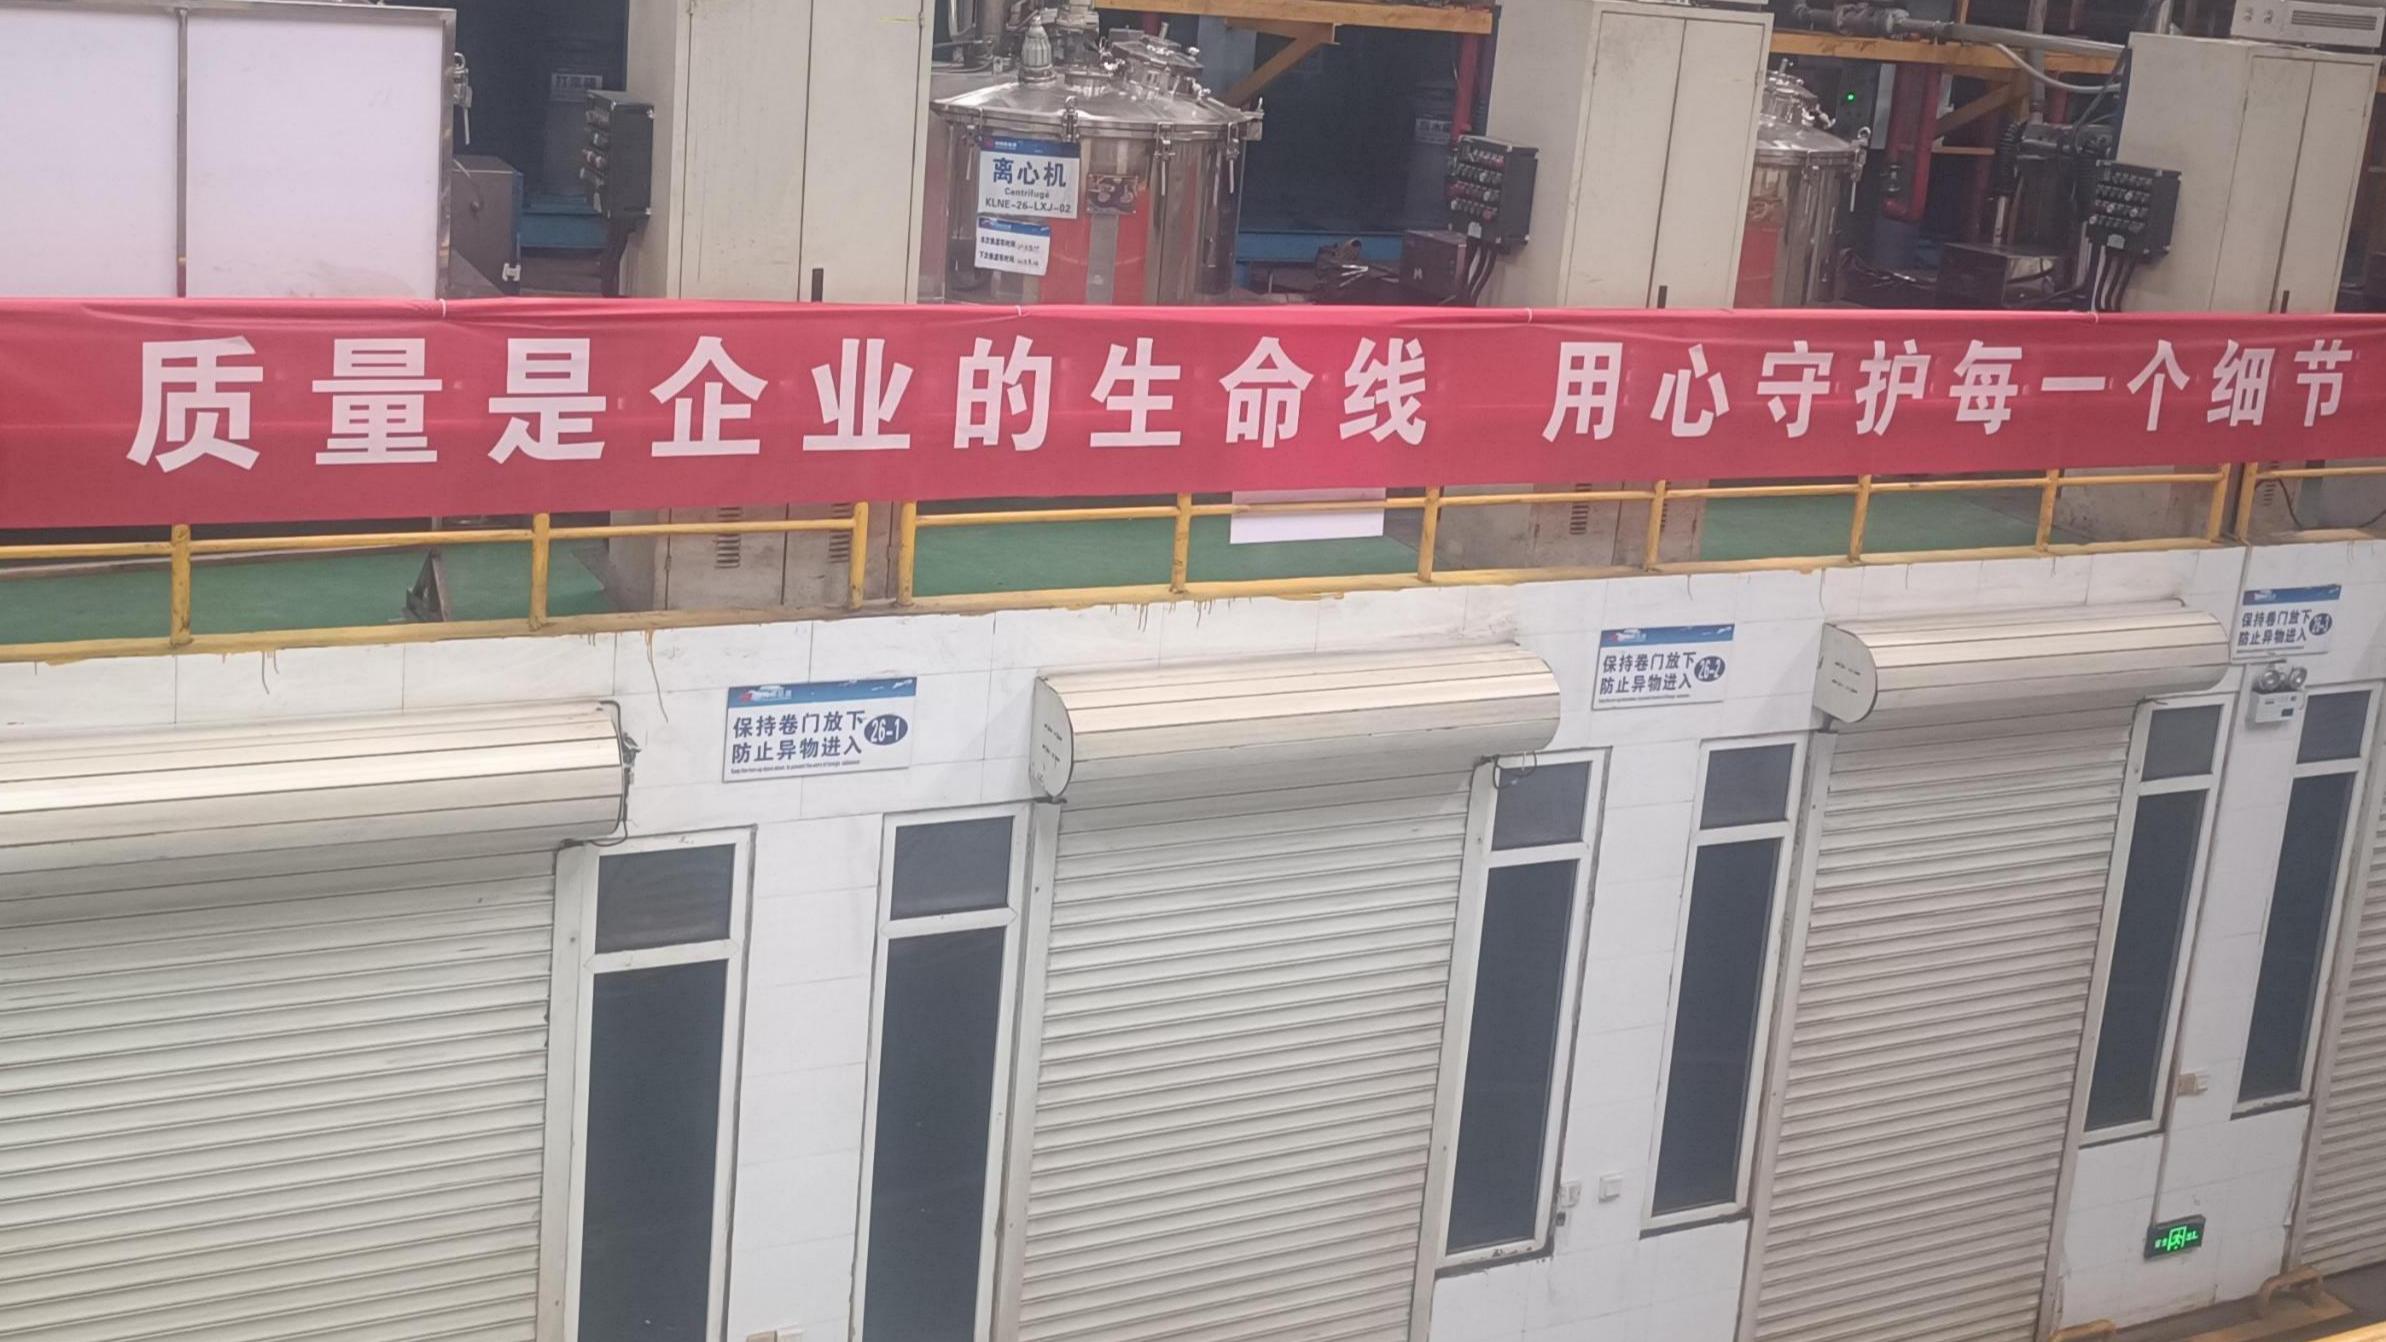 离心机
Centrifuge
KLNE-26-LXJ-02
质量是企业的生命线 用心守护每一个细节
保持卷门放下
防止异物进入
26-1
保持卷门放下
防止异物进入
26-2
保持卷门放下
防止异物进入